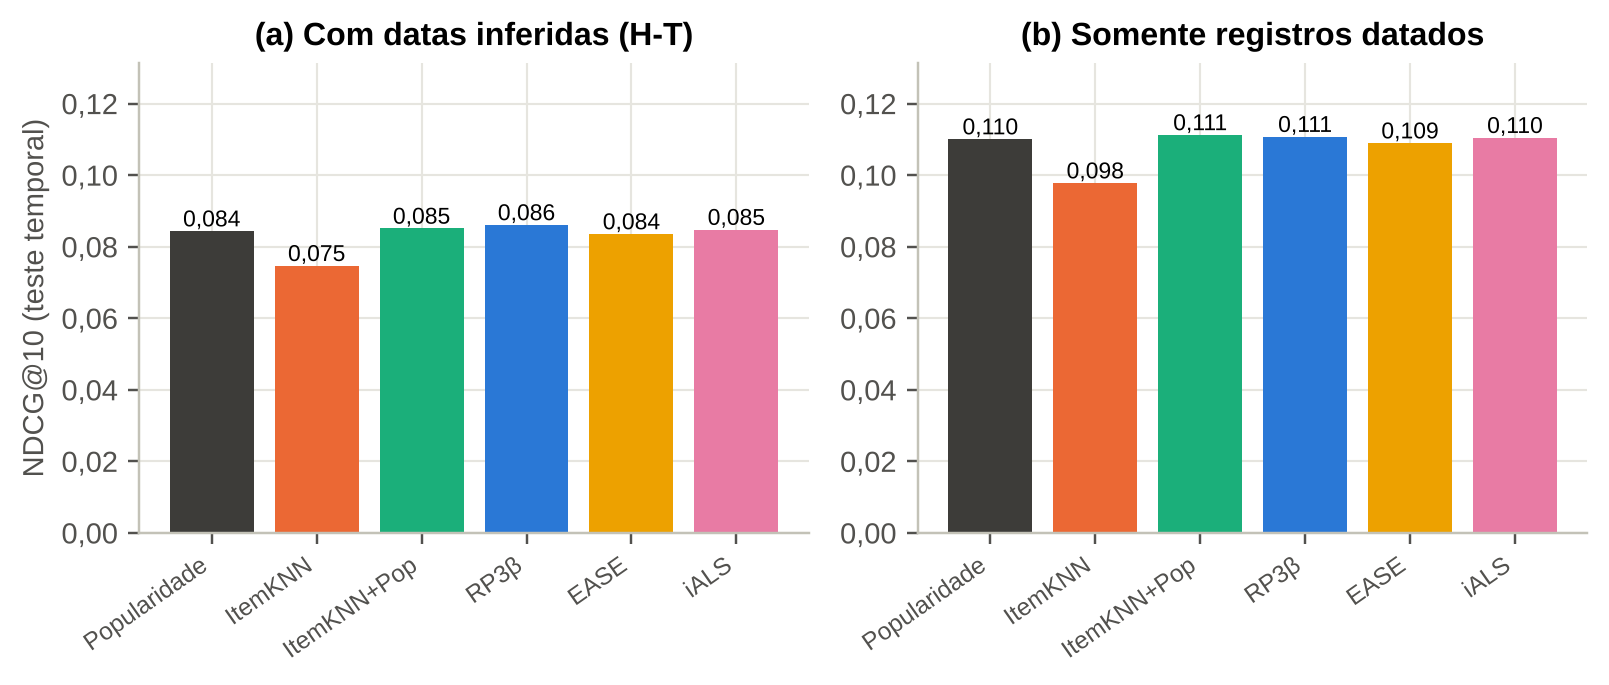 (a) Com datas inferidas (H-T)
NDCG@10 (teste temporal)
0,12
0,10
0,08
0,06
0,04
0,02
0,00
0,084
0,075
0,085
0,086
0,084
0,085
Popularidade
ItemKNN
ItemKNN+Pop
RP3β
EASE
iALS
(b) Somente registros datados
0,12
0,10
0,08
0,06
0,04
0,02
0,00
0,110
0,098
0,111
0,111
0,109
0,110
Popularidade
ItemKNN
ItemKNN+Pop
RP3β
EASE
iALS